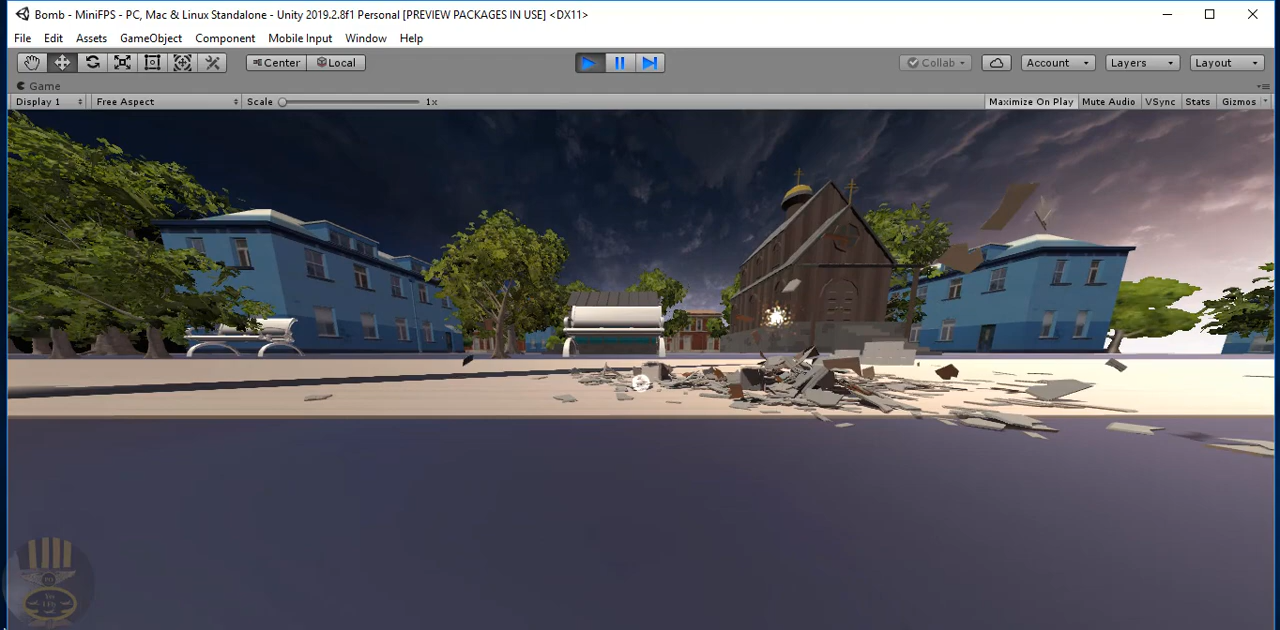 Bomb - MiniFPS - PC, Mac & Linux Standalone - Unity 2019.2.8f1 Personal [PREVIEW PACKAGES IN USE] <DX11>
File Edit Assets GameObject Component Mobile Input Window Help
Center Local Collab Account Layers Layout
Game
Display 1 Free Aspect Scale 1x Maximize On Play Mute Audio VSync Stats Gizmos